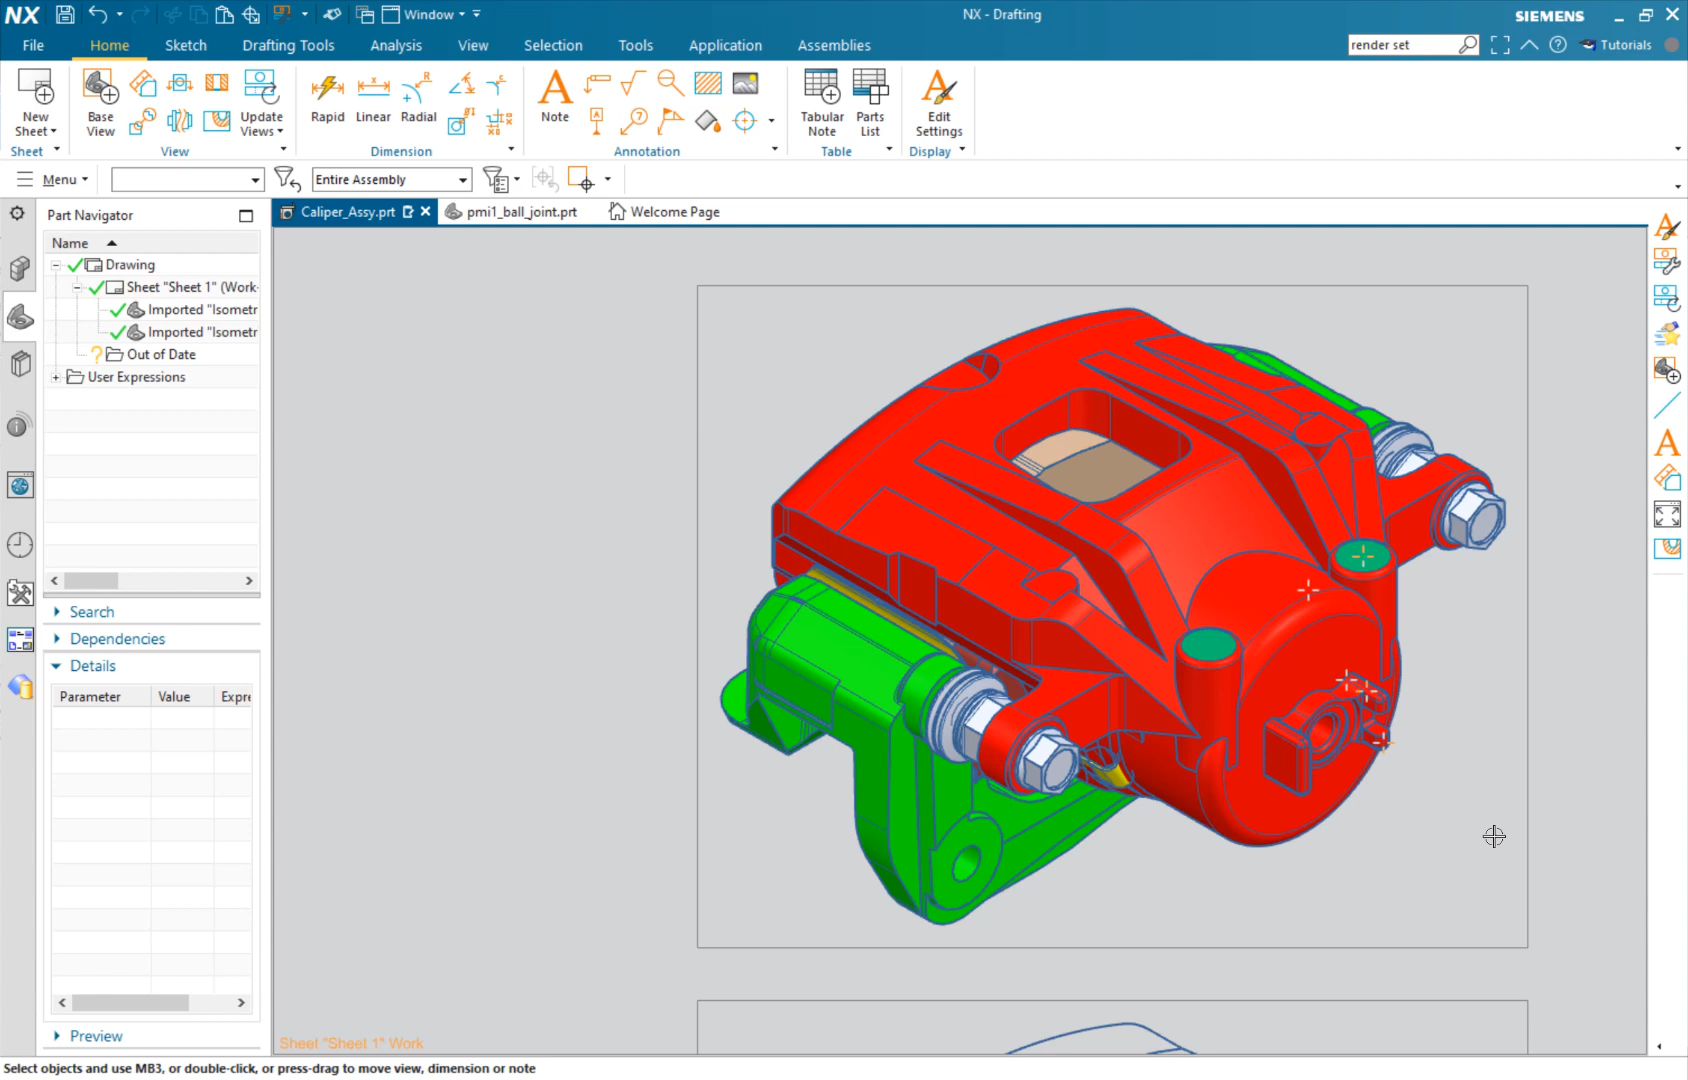 NX
Window
NX - Drafting
SIEMENS
File
Home
Sketch
Drafting Tools
Analysis
View
Selection
Tools
Application
Assemblies
render set
Tutorials
New
Sheet
Base
View
Update
Views
Rapid
Linear
Radial
Note
Tabular
Note
Parts
List
Edit
Settings
Sheet
View
Dimension
Annotation
Table
Display
Menu
Entire Assembly
Part Navigator
Caliper_Assy.prt
pmi1_ball_joint.prt
Welcome Page
Name
Drawing
Sheet "Sheet 1" (Work
Imported "Isometr
Imported "Isometr
Out of Date
User Expressions
Search
Dependencies
Details
Parameter
Value
Expre
Preview
Sheet "Sheet 1" Work
Select objects and use MB3, or double-click, or press-drag to move view, dimension or note